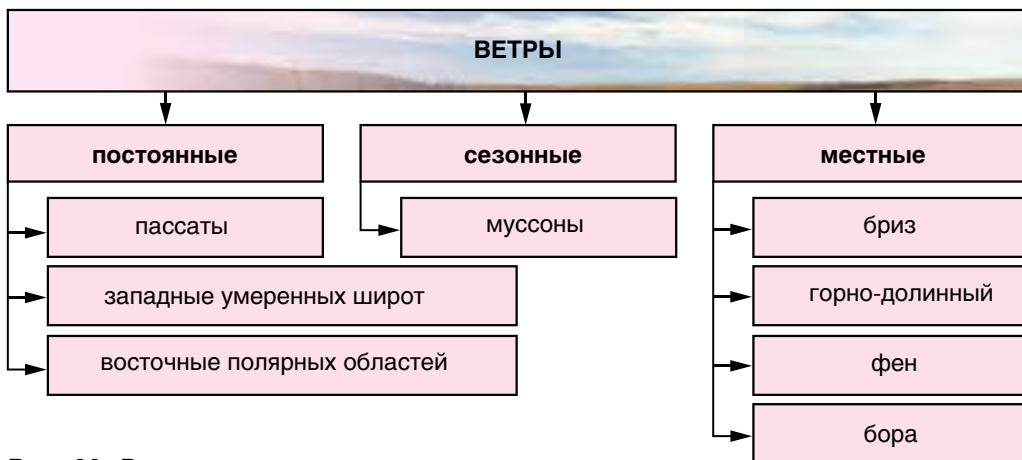 ВЕТРЫ
постоянные
пассаты
западные умеренных широт
восточные полярных областей
сезонные
муссоны
местные
бриз
горно-долинный
фен
бора